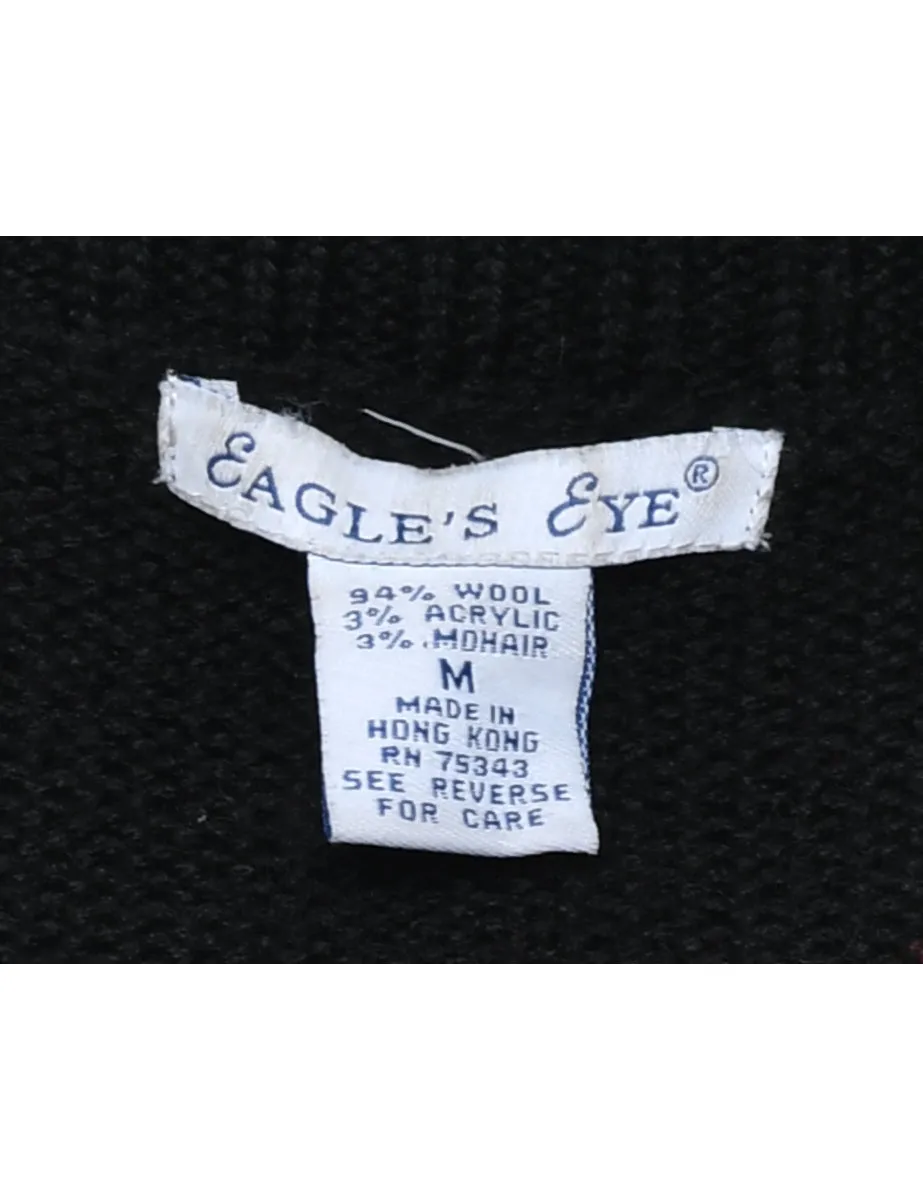 EAGLE'S EYE®
94% WOOL
3% ACRYLIC
3% MOHAIR
M
MADE IN
HONG KONG
RN 75343
SEE REVERSE
FOR CARE